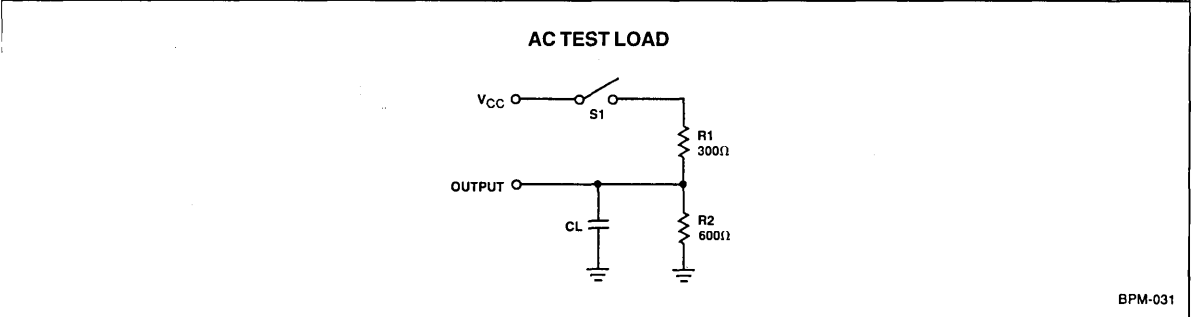 AC TEST LOAD
VCC
S1
R1
300Ω
OUTPUT
CL
R2
600Ω
BPM-031